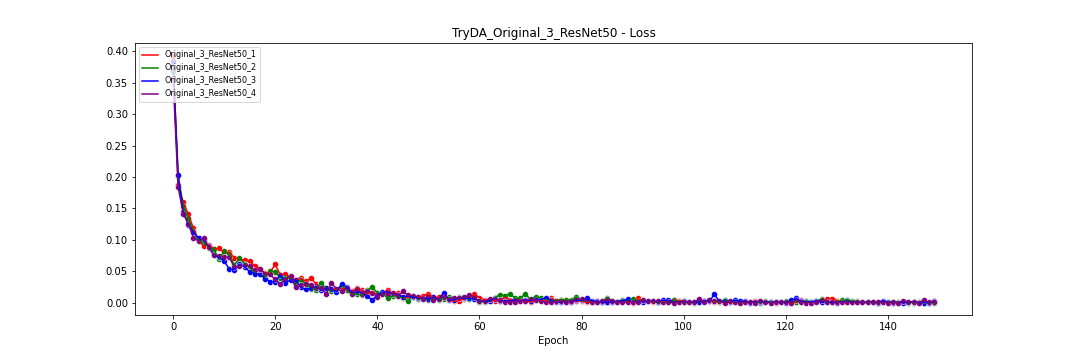 TryDA_Original_3_ResNet50 - Loss
Original_3_ResNet50_1
Original_3_ResNet50_2
Original_3_ResNet50_3
Original_3_ResNet50_4
0.40
0.35
0.30
0.25
0.20
0.15
0.10
0.05
0.00
0 20 40 60 80 100 120 140
Epoch